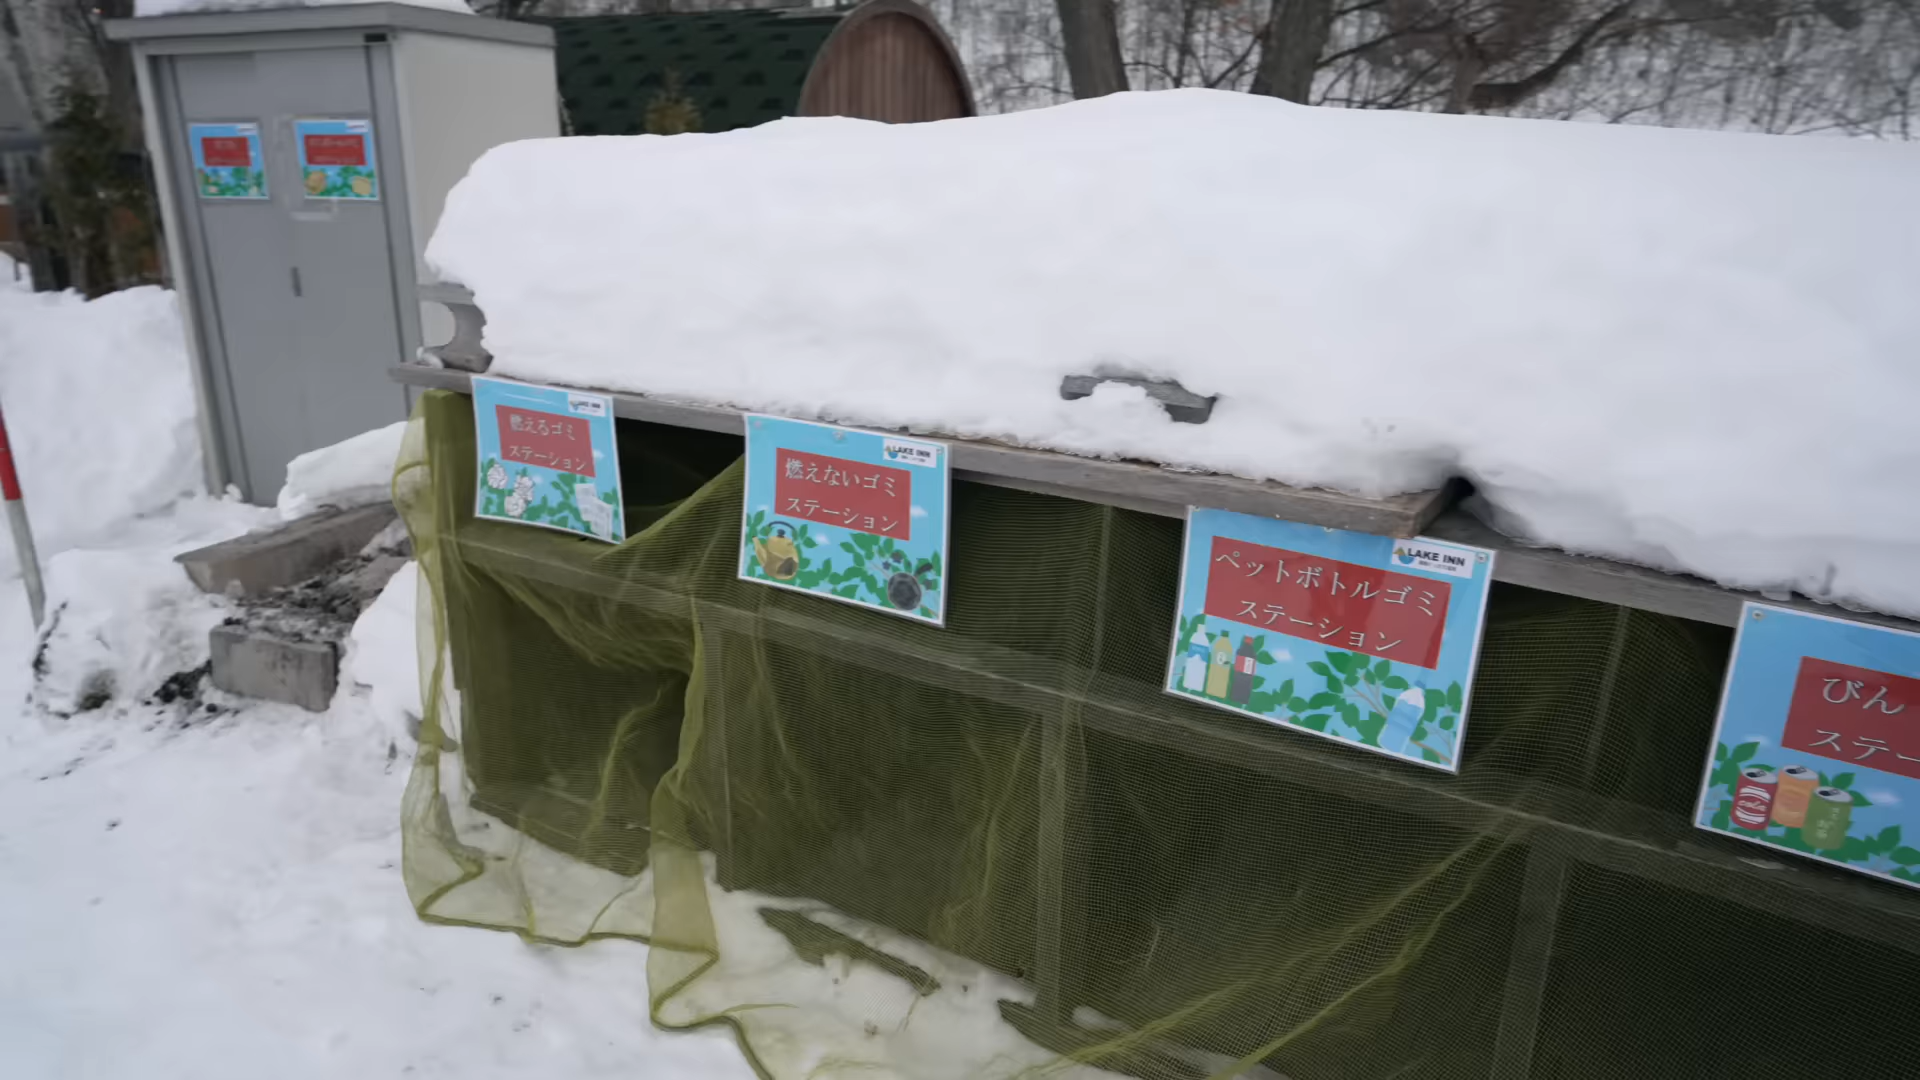 LAKE INN
燃えるゴミ
ステーション
LAKE INN
燃えないゴミ
ステーション
LAKE INN
ペットボトルゴミ
ステーション
びん
ステー
cola